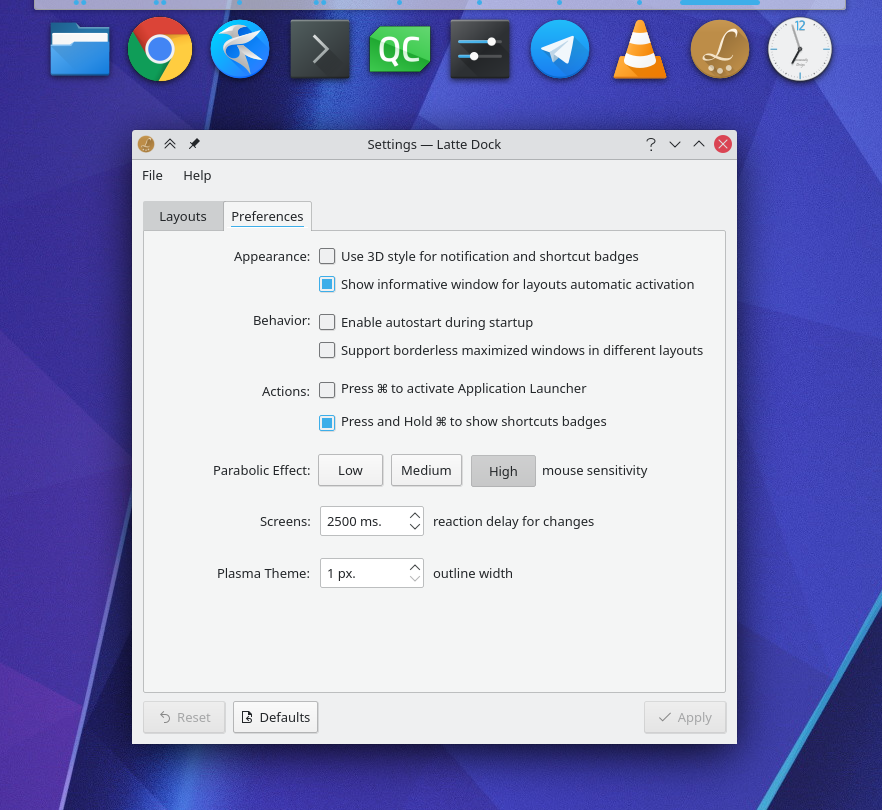 QC
L
12
Settings — Latte Dock
File Help
Layouts Preferences
Appearance: Use 3D style for notification and shortcut badges
Show informative window for layouts automatic activation
Behavior: Enable autostart during startup
Support borderless maximized windows in different layouts
Actions: Press ⌘ to activate Application Launcher
Press and Hold ⌘ to show shortcuts badges
Parabolic Effect: Low Medium High mouse sensitivity
Screens: 2500 ms. reaction delay for changes
Plasma Theme: 1 px. outline width
Reset Defaults Apply